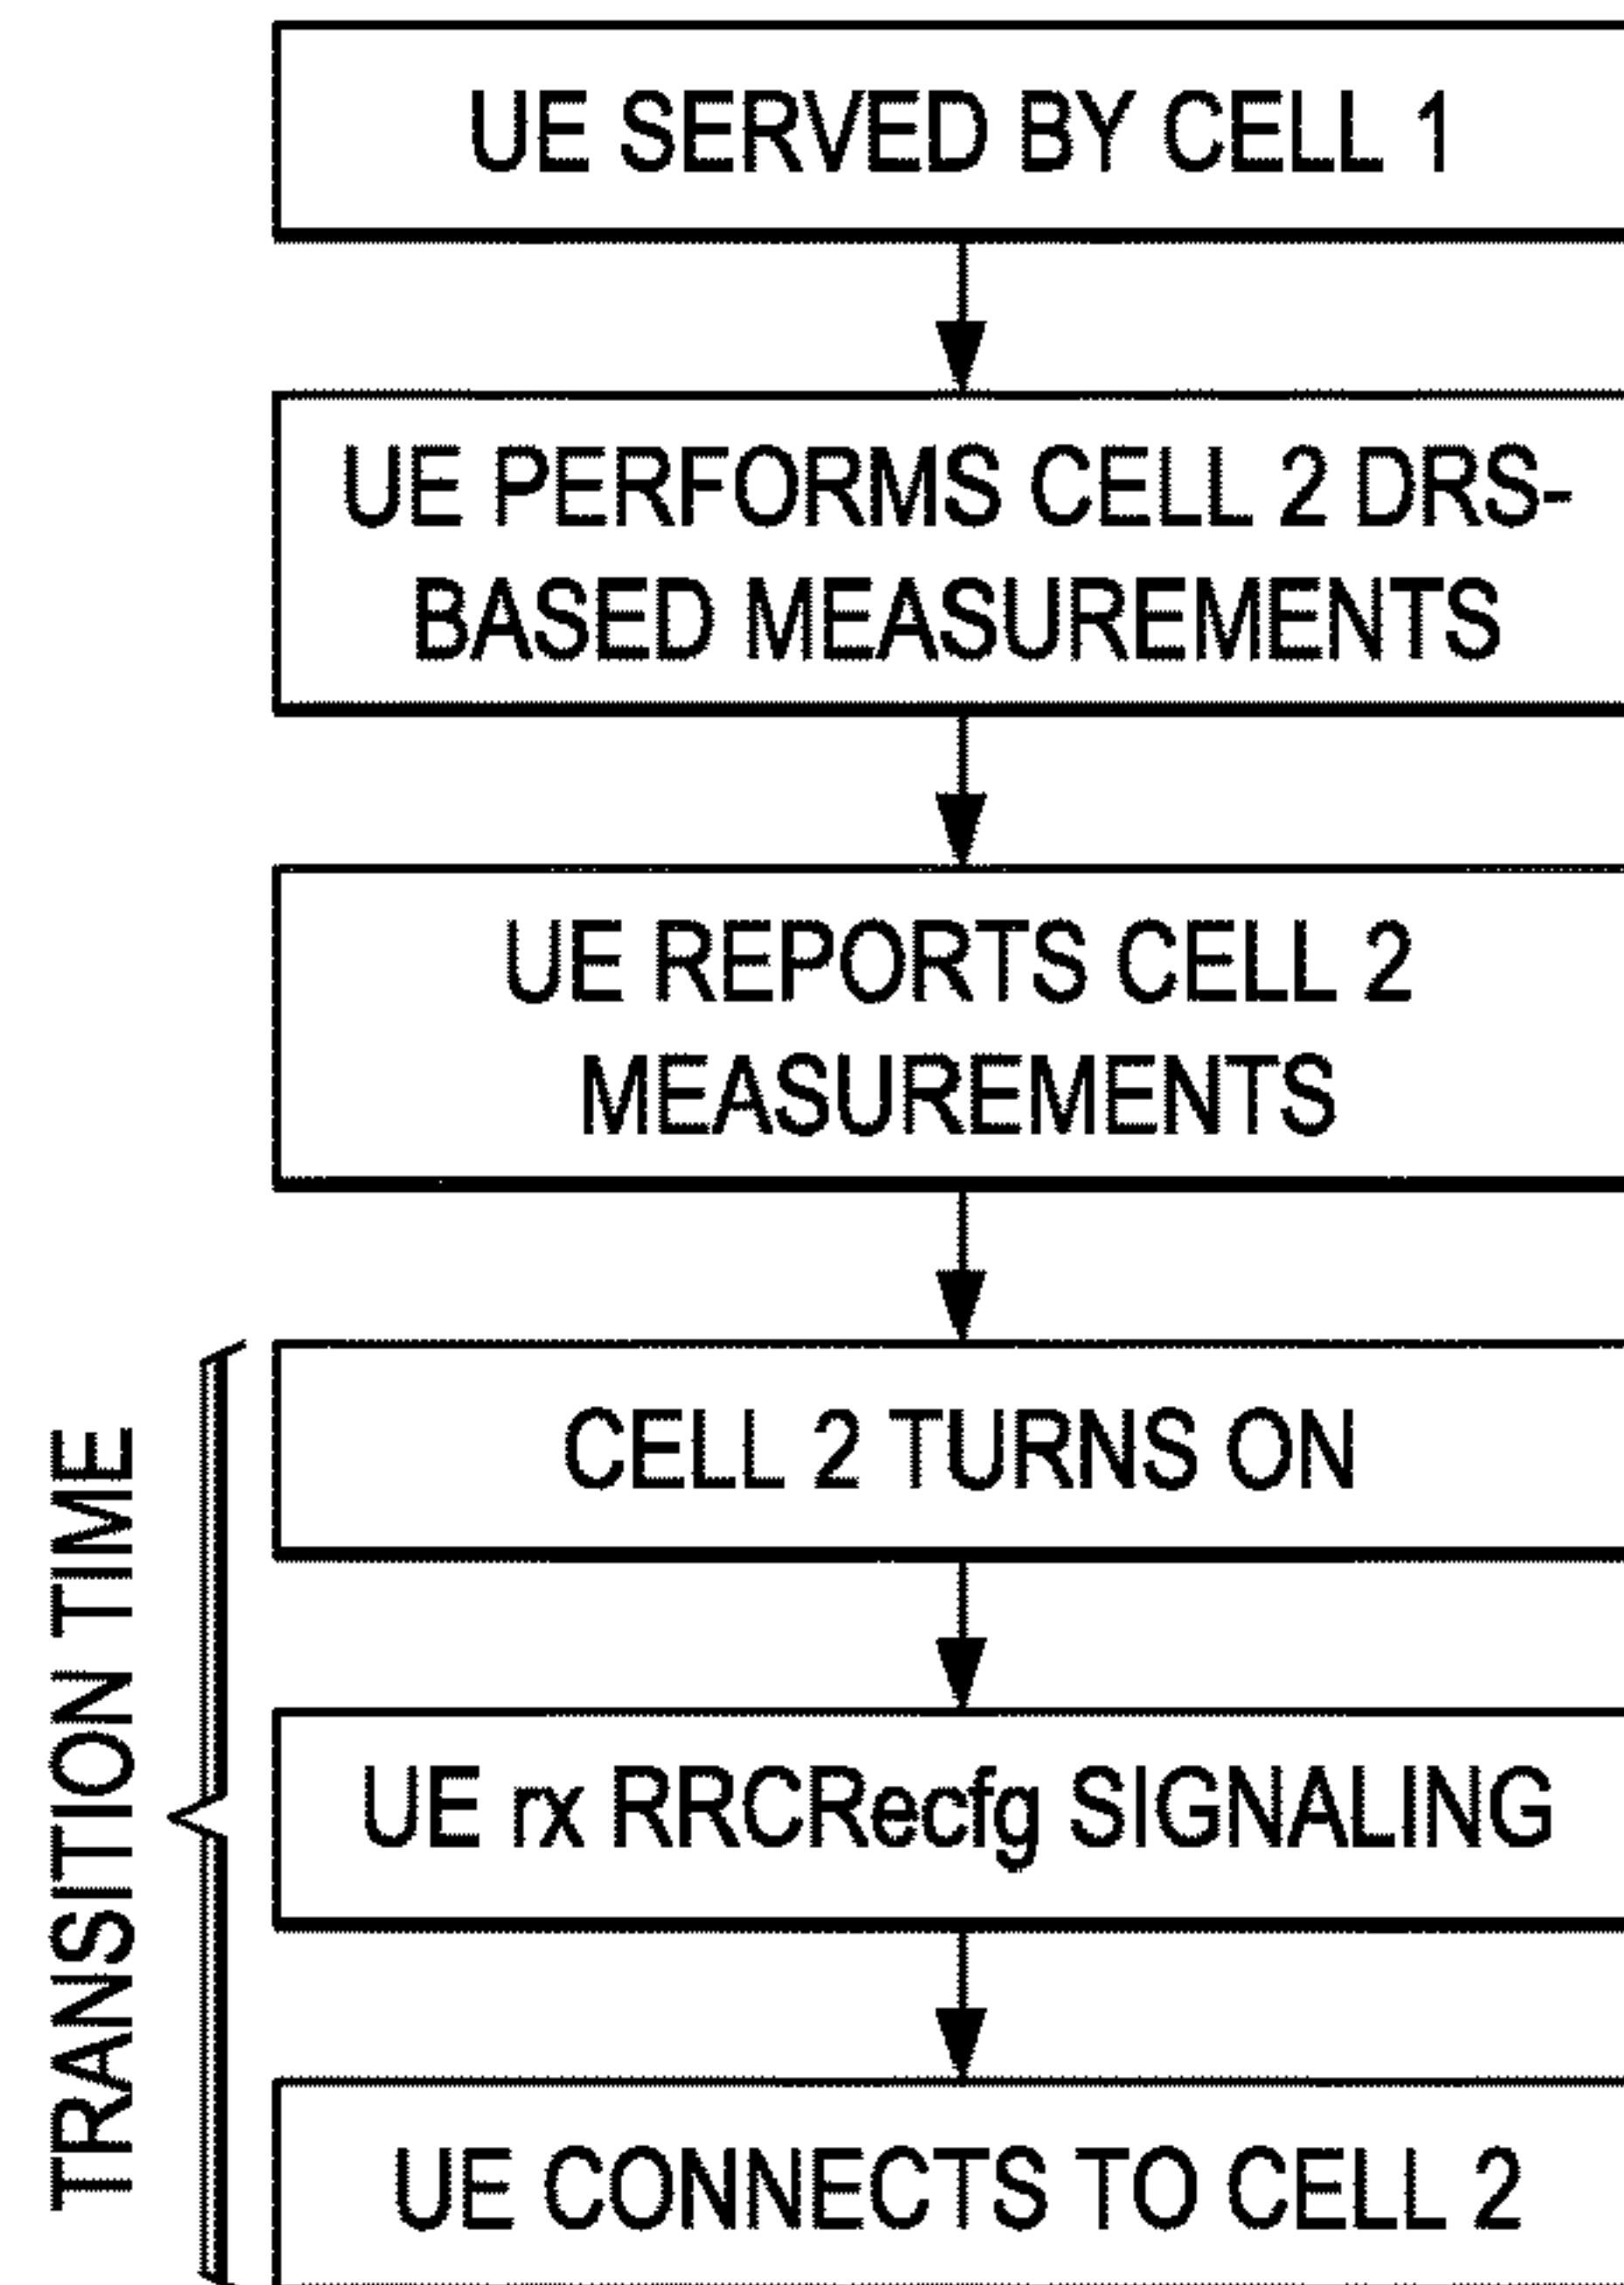 UE SERVED BY CELL 1
UE PERFORMS CELL 2 DRS-
BASED MEASUREMENTS
UE REPORTS CELL 2
MEASUREMENTS
CELL 2 TURNS ON
UE rx RRCRecfg SIGNALING
UE CONNECTS TO CELL 2
TRANSITION TIME